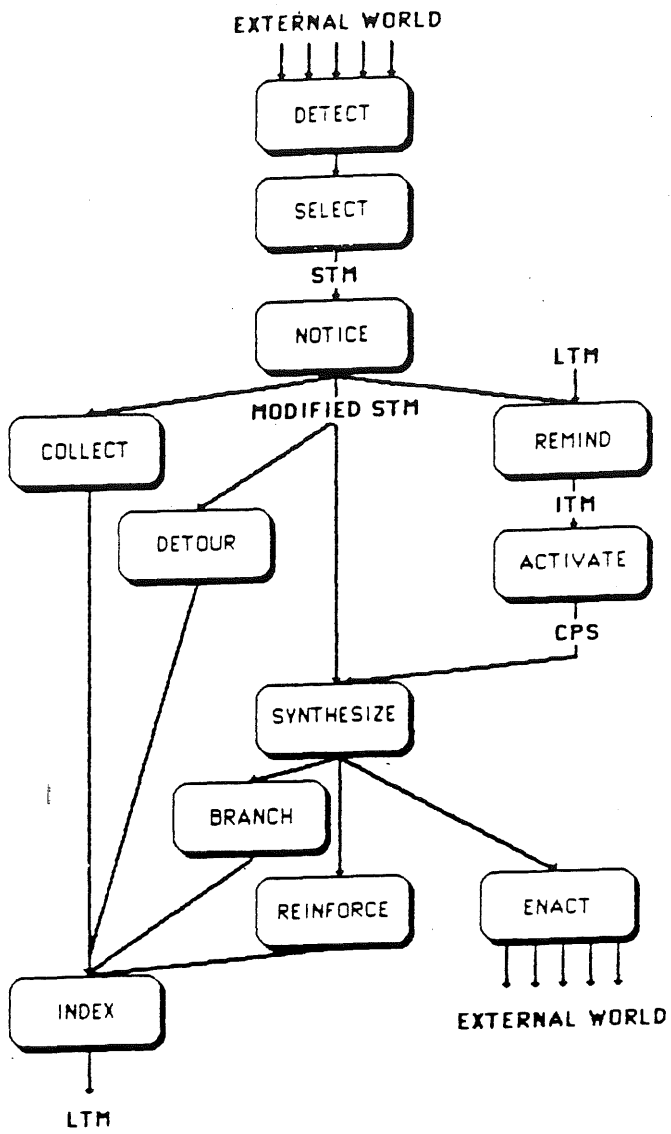 EXTERNAL WORLD
DETECT
SELECT
STM
NOTICE
LTM
MODIFIED STM
COLLECT
REMIND
ITM
DETOUR
ACTIVATE
CPS
SYNTHESIZE
BRANCH
REINFORCE
ENACT
INDEX
EXTERNAL WORLD
LTM